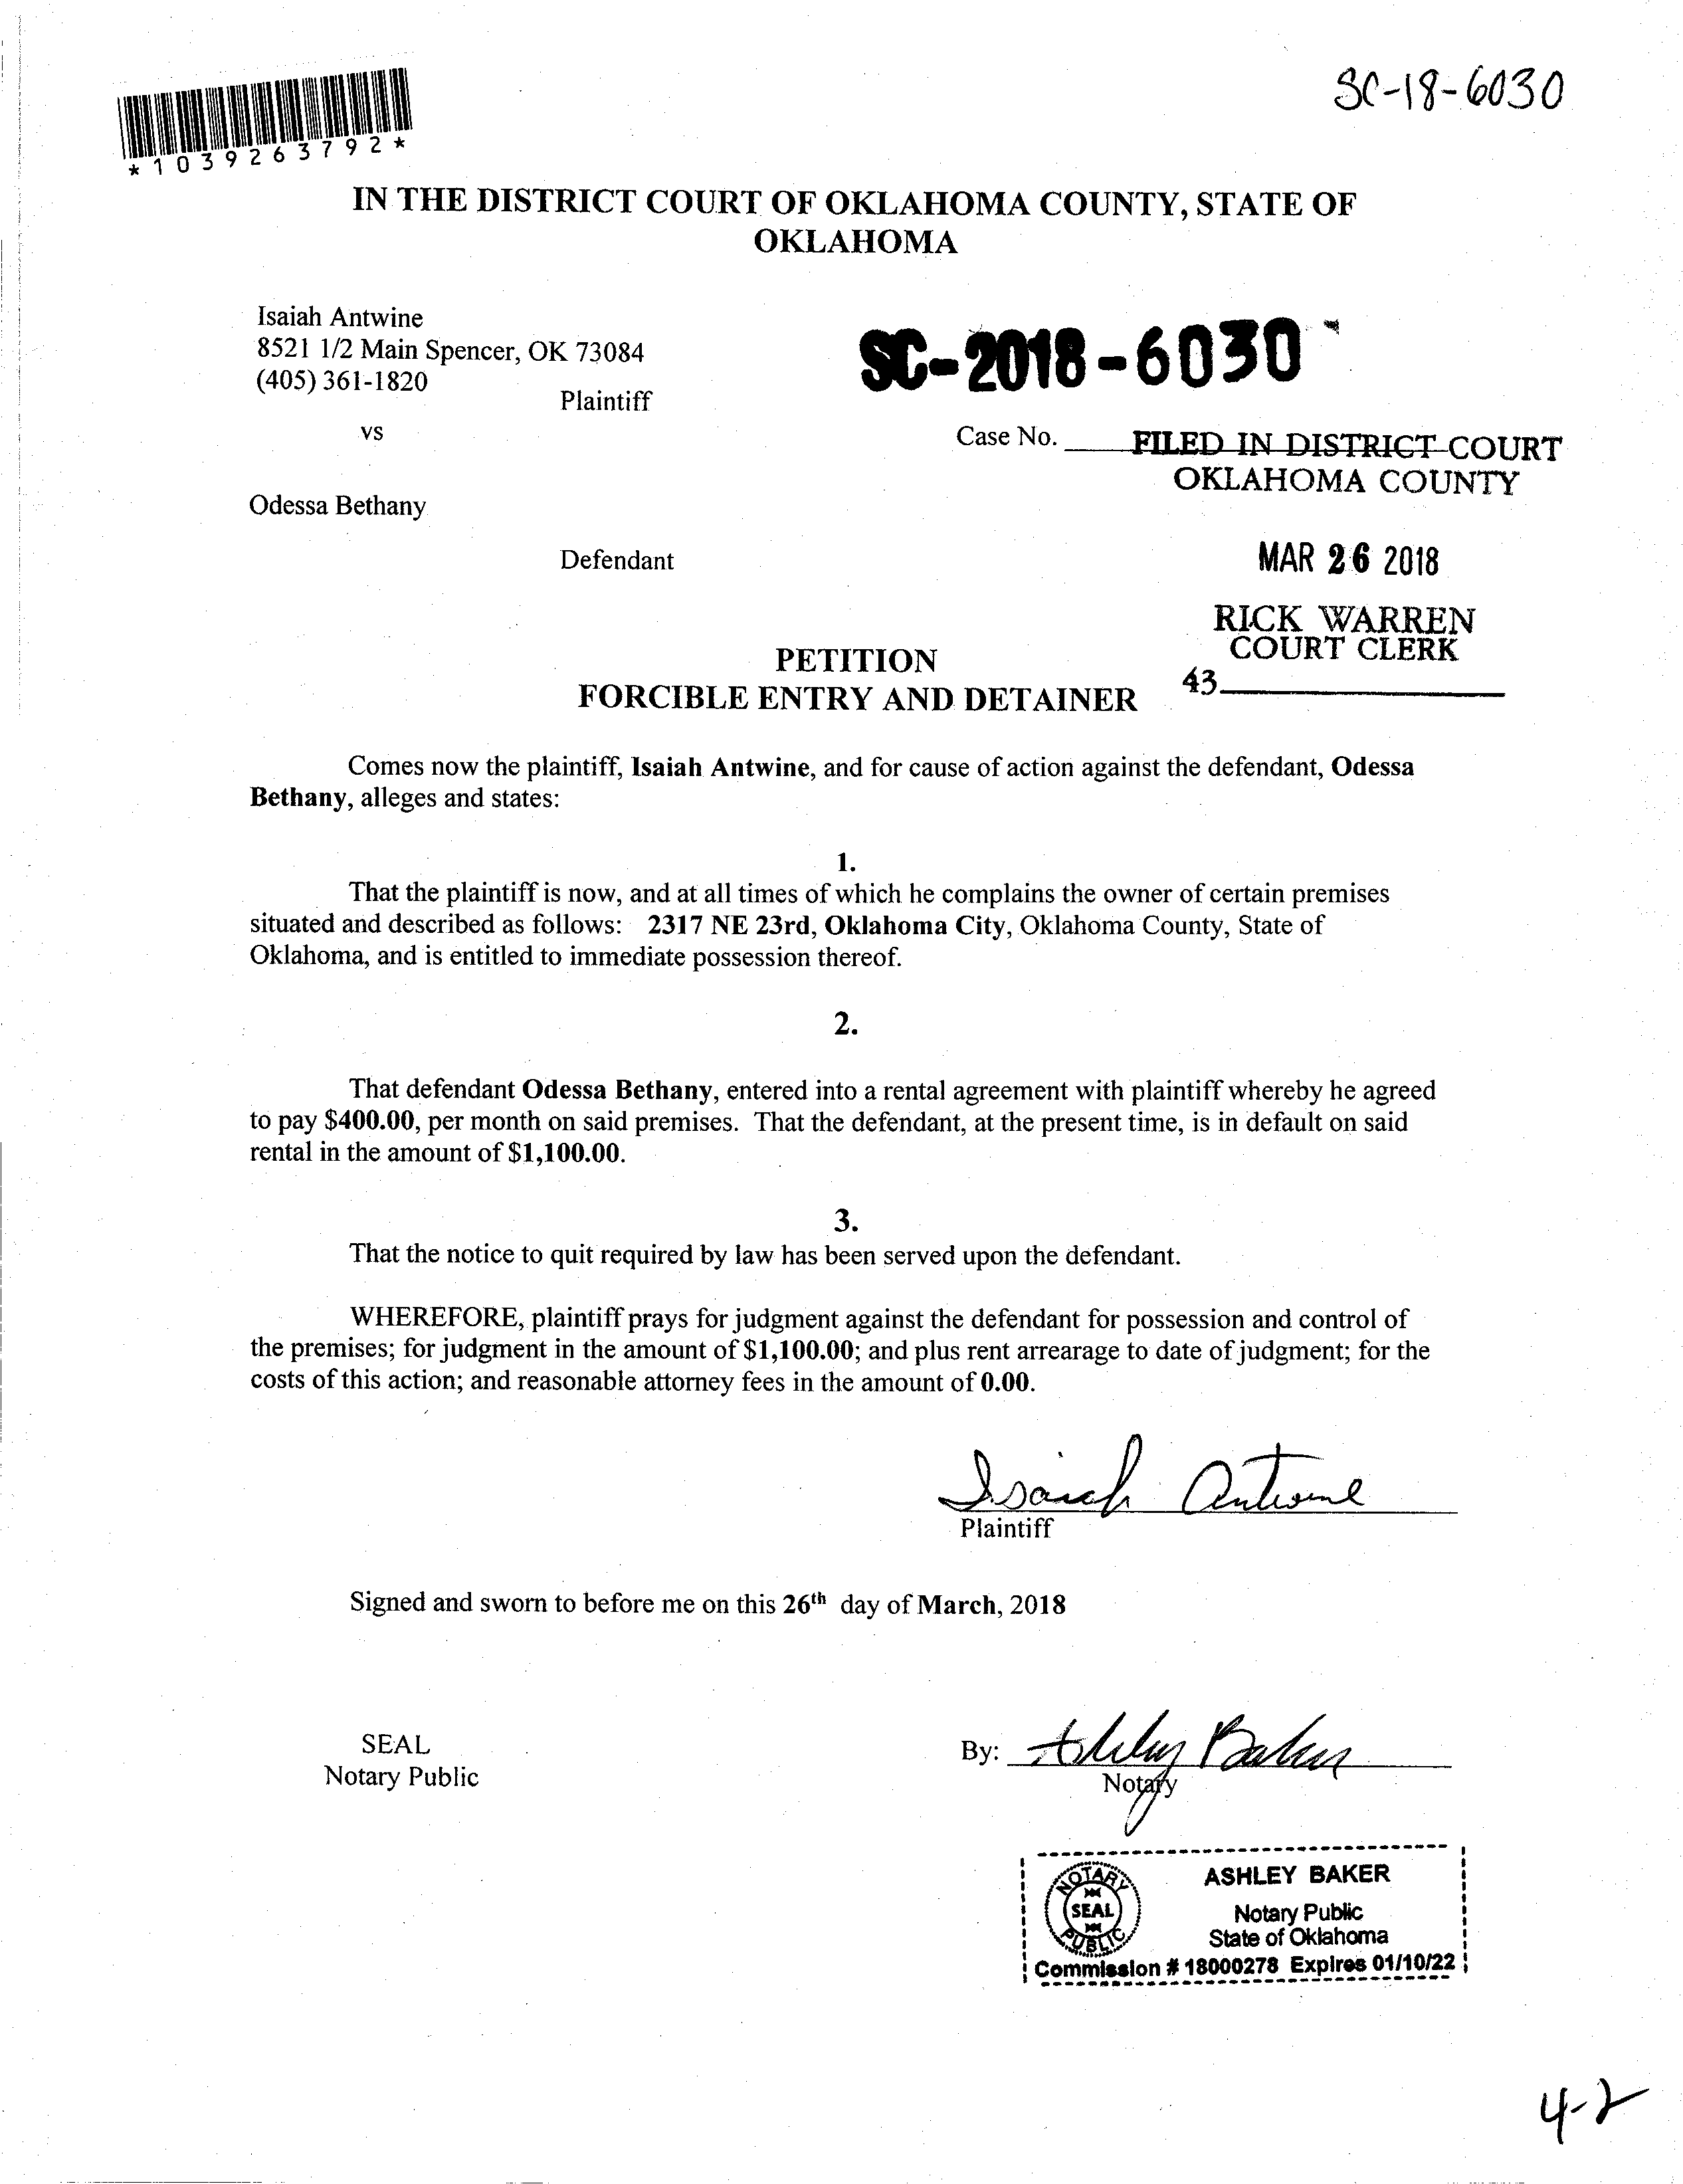 SC-18-6030
*1039263792*
IN THE DISTRICT COURT OF OKLAHOMA COUNTY, STATE OF
OKLAHOMA
Isaiah Antwine
8521 1/2 Main Spencer, OK 73084
(405) 361-1820
Plaintiff
vs
SC-2018-6030
Case No.
FILED IN DISTRICT COURT
OKLAHOMA COUNTY
Odessa Bethany
Defendant
MAR 26 2018
RICK WARREN
COURT CLERK
43
PETITION
FORCIBLE ENTRY AND DETAINER
Comes now the plaintiff, Isaiah Antwine, and for cause of action against the defendant, Odessa
Bethany, alleges and states:
1.
That the plaintiff is now, and at all times of which he complains the owner of certain premises
situated and described as follows: 2317 NE 23rd, Oklahoma City, Oklahoma County, State of
Oklahoma, and is entitled to immediate possession thereof.
2.
That defendant Odessa Bethany, entered into a rental agreement with plaintiff whereby he agreed
to pay $400.00, per month on said premises. That the defendant, at the present time, is in default on said
rental in the amount of $1,100.00.
3.
That the notice to quit required by law has been served upon the defendant.
WHEREFORE, plaintiff prays for judgment against the defendant for possession and control of
the premises; for judgment in the amount of $1,100.00; and plus rent arrearage to date of judgment; for the
costs of this action; and reasonable attorney fees in the amount of 0.00.
Isaiah Antwine
Plaintiff
Signed and sworn to before me on this 26th day of March, 2018
SEAL
Notary Public
By: Ashley Baker
Notary
NOTARY
SEAL
PUBLIC
ASHLEY BAKER
Notary Public
State of Oklahoma
Commission # 18000278 Expires 01/10/22
4-2